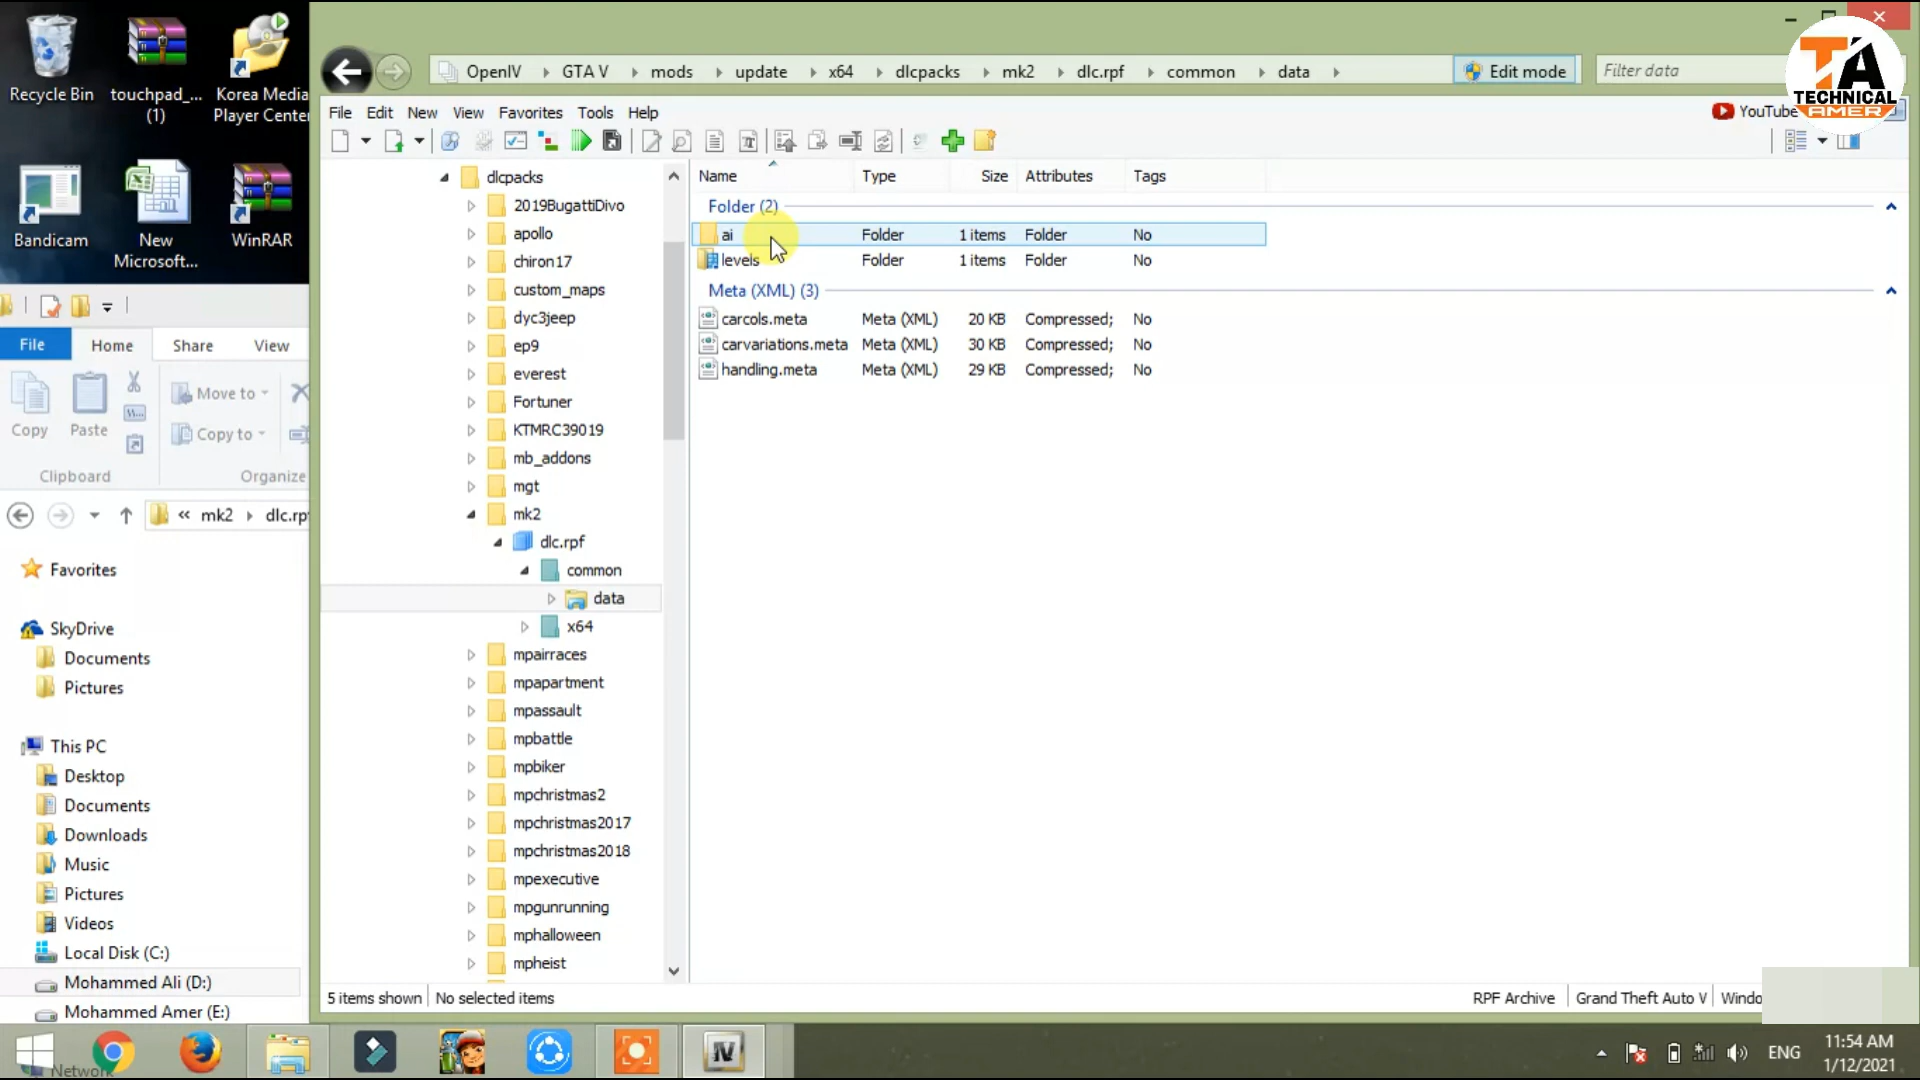 Recycle Bin
touchpad_...
(1)
Korea Media
Player Cente
Bandicam
New
Microsoft...
WinRAR
File
Home
Share
View
Copy
Paste
Move to
Copy to
Clipboard
Organize
« mk2 dlc.rp
Favorites
SkyDrive
Documents
Pictures
This PC
Desktop
Documents
Downloads
Music
Pictures
Videos
Local Disk (C:)
Mohammed Ali (D:)
Mohammed Amer (E:)
Network
OpenIV GTA V mods update x64 dlcpacks mk2 dlc.rpf common data
Edit mode
Filter data
TA
TECHNICAL
AMER
File Edit New View Favorites Tools Help
YouTube
dlcpacks
2019BugattiDivo
apollo
chiron17
custom_maps
dyc3jeep
ep9
everest
Fortuner
KTMRC39019
mb_addons
mgt
mk2
dlc.rpf
common
data
x64
mpairraces
mpapartment
mpassault
mpbattle
mpbiker
mpchristmas2
mpchristmas2017
mpchristmas2018
mpexecutive
mpgunrunning
mphalloween
mpheist
Name Type Size Attributes Tags
Folder (2)
ai Folder 1 items Folder No
levels Folder 1 items Folder No
Meta (XML) (3)
carcols.meta Meta (XML) 20 KB Compressed; No
carvariations.meta Meta (XML) 30 KB Compressed; No
handling.meta Meta (XML) 29 KB Compressed; No
5 items shown No selected items
RPF Archive Grand Theft Auto V Windo
IV
ENG
11:54 AM
1/12/2021